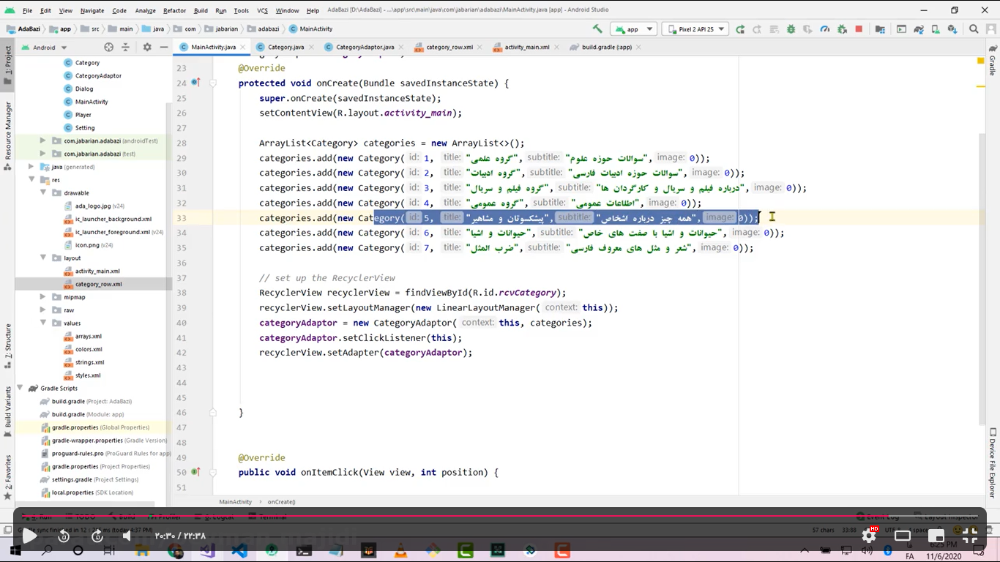 File Edit View Navigate Code Analyze Refactor Build Run Tools VCS Window Help AdaBazi [D:\AdaBazi] - ...\app\src\main\java\com\jabarian\adabazi\MainActivity.java [app] - Android Studio
AdaBazi app src main java com jabarian adabazi MainActivity app Pixel 2 API 25
Android MainActivity.java Category.java CategoryAdaptor.java category_row.xml activity_main.xml build.gradle (:app)
1: Project
Resource Manager
Z: Structure
Build Variants
2: Favorites
Category
CategoryAdaptor
Dialog
MainActivity
Player
Setting
com.jabarian.adabazi (androidTest)
com.jabarian.adabazi (test)
java (generated)
res
drawable
ada_logo.jpg (v24)
ic_launcher_background.xml
ic_launcher_foreground.xml (v24)
icon.png (v24)
layout
activity_main.xml
category_row.xml
mipmap
raw
values
arrays.xml
colors.xml
strings.xml
styles.xml
Gradle Scripts
build.gradle (Project: AdaBazi)
build.gradle (Module: app)
gradle.properties (Global Properties)
gradle-wrapper.properties (Gradle Version)
proguard-rules.pro (ProGuard Rules for app)
gradle.properties (Project Properties)
settings.gradle (Project Settings)
local.properties (SDK Location)
23 @Override
24 protected void onCreate(Bundle savedInstanceState) {
25 super.onCreate(savedInstanceState);
26 setContentView(R.layout.activity_main);
27
28 ArrayList<Category> categories = new ArrayList<>();
29 categories.add(new Category( id: 1, title: "گروه علمی", subtitle: "سوالات حوزه علوم", image: 0));
30 categories.add(new Category( id: 2, title: "گروه ادبیات", subtitle: "سوالات حوزه ادبیات فارسی", image: 0));
31 categories.add(new Category( id: 3, title: "گروه فیلم و سریال", subtitle: "درباره فیلم و سریال و کارگردان ها", image: 0));
32 categories.add(new Category( id: 4, title: "گروه عمومی", subtitle: "اطلاعات عمومی", image: 0));
33 categories.add(new Category( id: 5, title: "پیشکسوتان و مشاهیر", subtitle: "همه چیز درباره اشخاص", image: 0));
34 categories.add(new Category( id: 6, title: "حیوانات و اشیا", subtitle: "حیوانات و اشیا با صفت های خاص", image: 0));
35 categories.add(new Category( id: 7, title: "ضرب المثل", subtitle: "شعر و مثل های معروف فارسی", image: 0));
36
37 // set up the RecyclerView
38 RecyclerView recyclerView = findViewById(R.id.rcvCategory);
39 recyclerView.setLayoutManager(new LinearLayoutManager( context: this));
40 categoryAdaptor = new CategoryAdaptor( context: this, categories);
41 categoryAdaptor.setClickListener(this);
42 recyclerView.setAdapter(categoryAdaptor);
43
44
45
46 }
47
48
49 @Override
50 public void onItemClick(View view, int position) {
51
MainActivity onCreate()
Gradle
Device File Explorer
4: Run TODO Build Profiler 6: Logcat Terminal Event Log Layout Inspector
57 chars 33:88
20:30 / 22:38
HD
6:25 PM
FA 11/6/2020